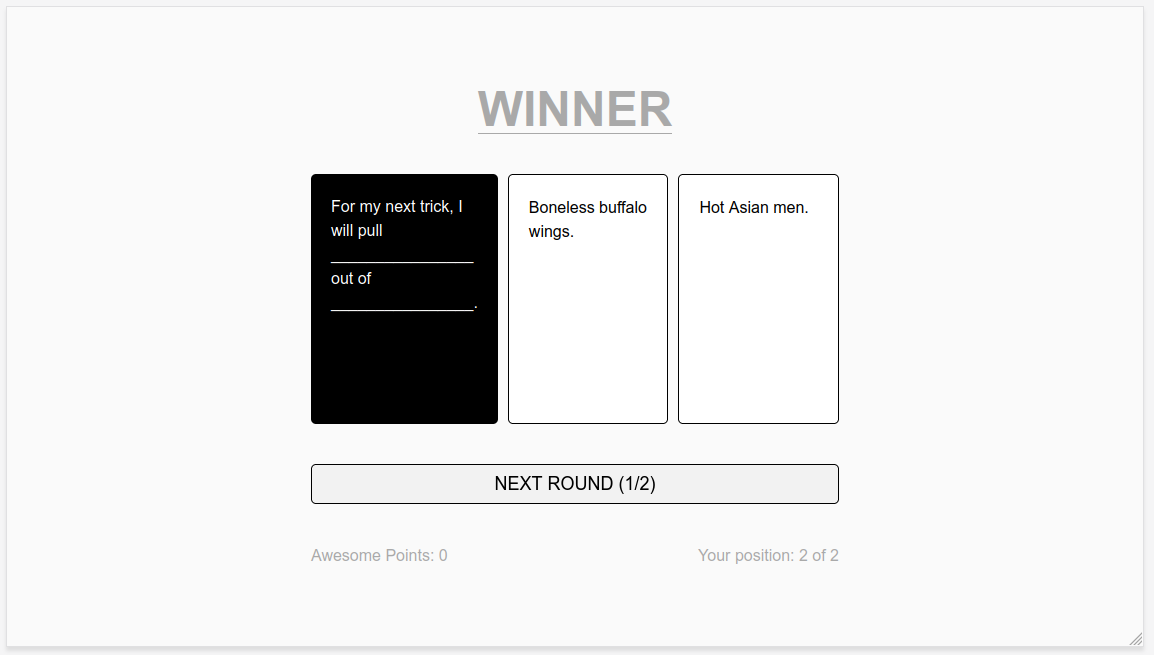 WINNER
For my next trick, I
will pull
________________
out of
________________.
Boneless buffalo
wings.
Hot Asian men.
NEXT ROUND (1/2)
Awesome Points: 0
Your position: 2 of 2